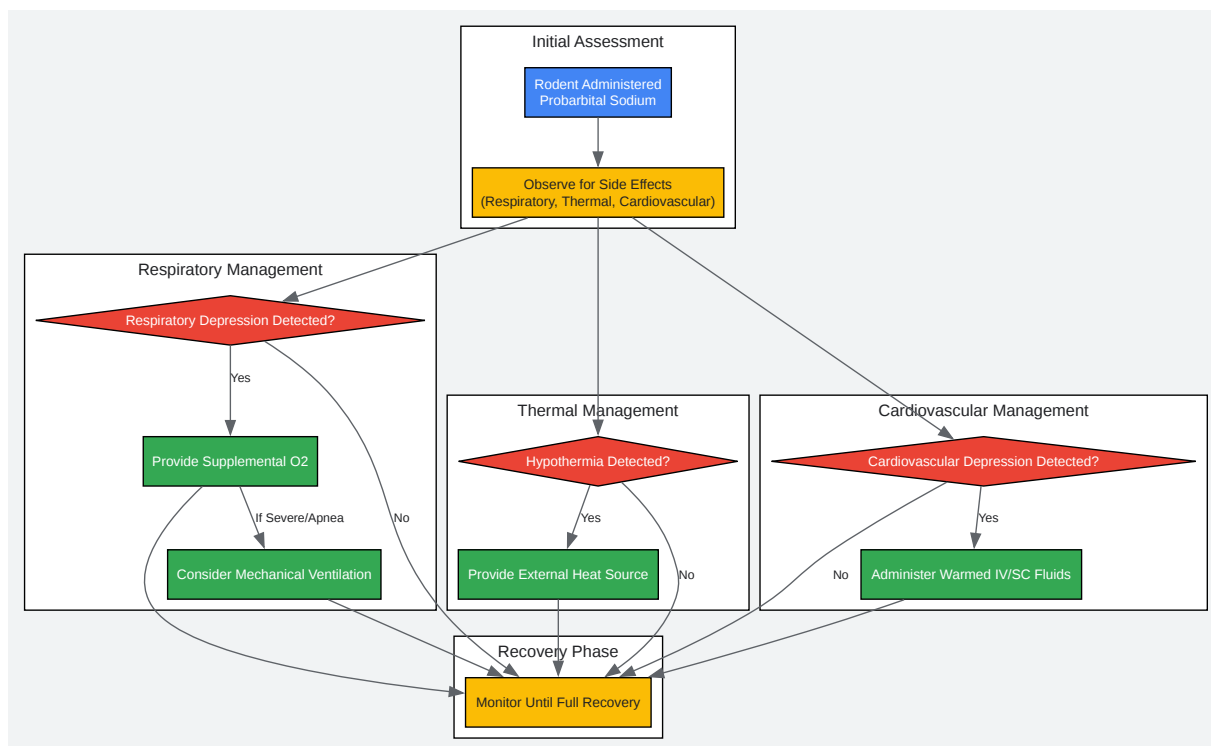 Initial Assessment
Rodent Administered
Probarbital Sodium
Observe for Side Effects
(Respiratory, Thermal, Cardiovascular)
Respiratory Management
Respiratory Depression Detected?
Yes
Provide Supplemental O2
If Severe/Apnea
No
Consider Mechanical Ventilation
Thermal Management
Hypothermia Detected?
Yes
Provide External Heat Source
No
Cardiovascular Management
Cardiovascular Depression Detected?
Yes
No
Administer Warmed IV/SC Fluids
Recovery Phase
Monitor Until Full Recovery